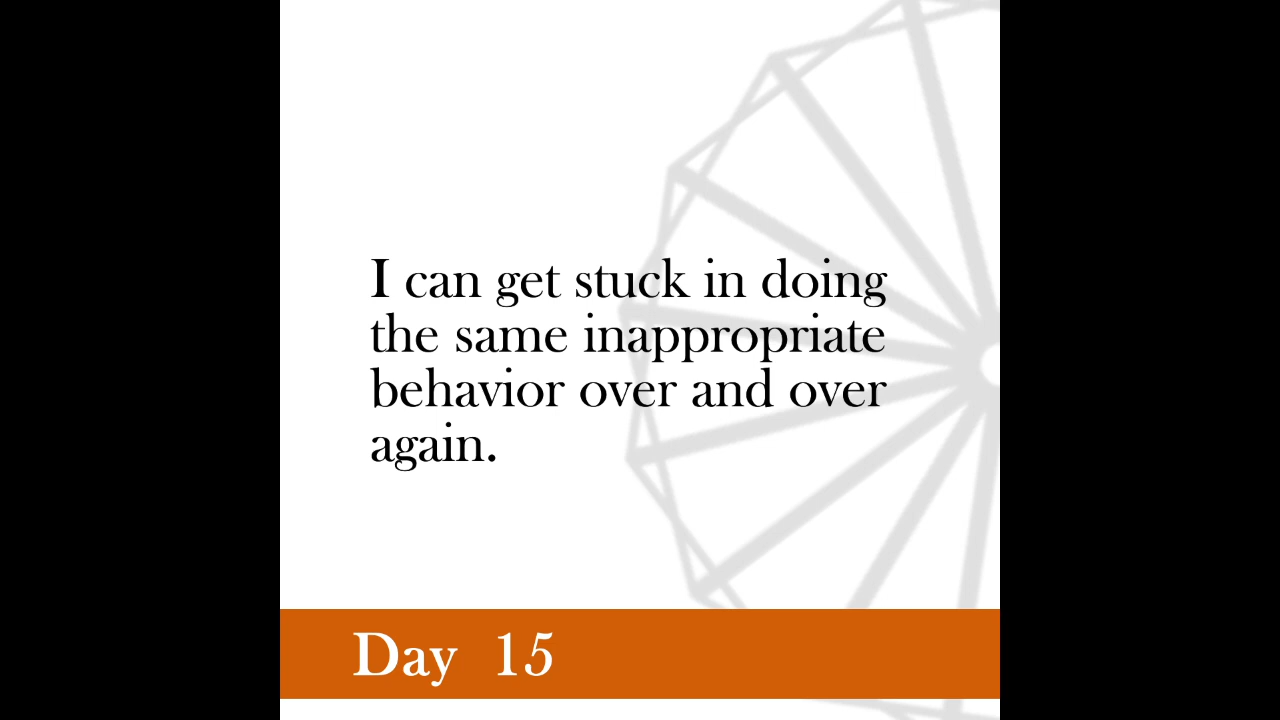 I can get stuck in doing
the same inappropriate
behavior over and over
again.
Day 15